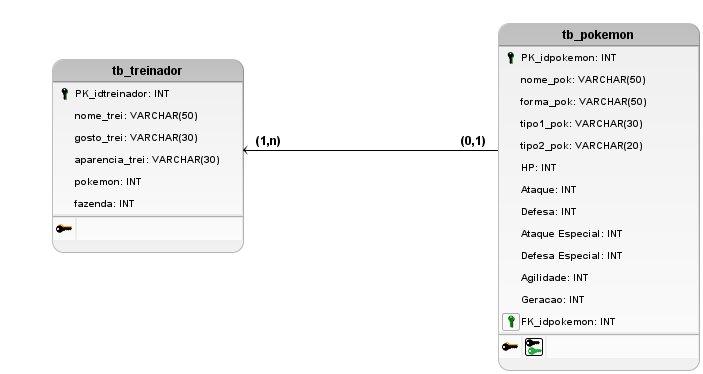 tb_treinador
PK_idtreinador: INT
nome_trei: VARCHAR(50)
gosto_trei: VARCHAR(30)
aparencia_trei: VARCHAR(30)
pokemon: INT
fazenda: INT
(1,n)
(0,1)
tb_pokemon
PK_idpokemon: INT
nome_pok: VARCHAR(50)
forma_pok: VARCHAR(50)
tipo1_pok: VARCHAR(30)
tipo2_pok: VARCHAR(20)
HP: INT
Ataque: INT
Defesa: INT
Ataque Especial: INT
Defesa Especial: INT
Agilidade: INT
Geracao: INT
FK_idpokemon: INT